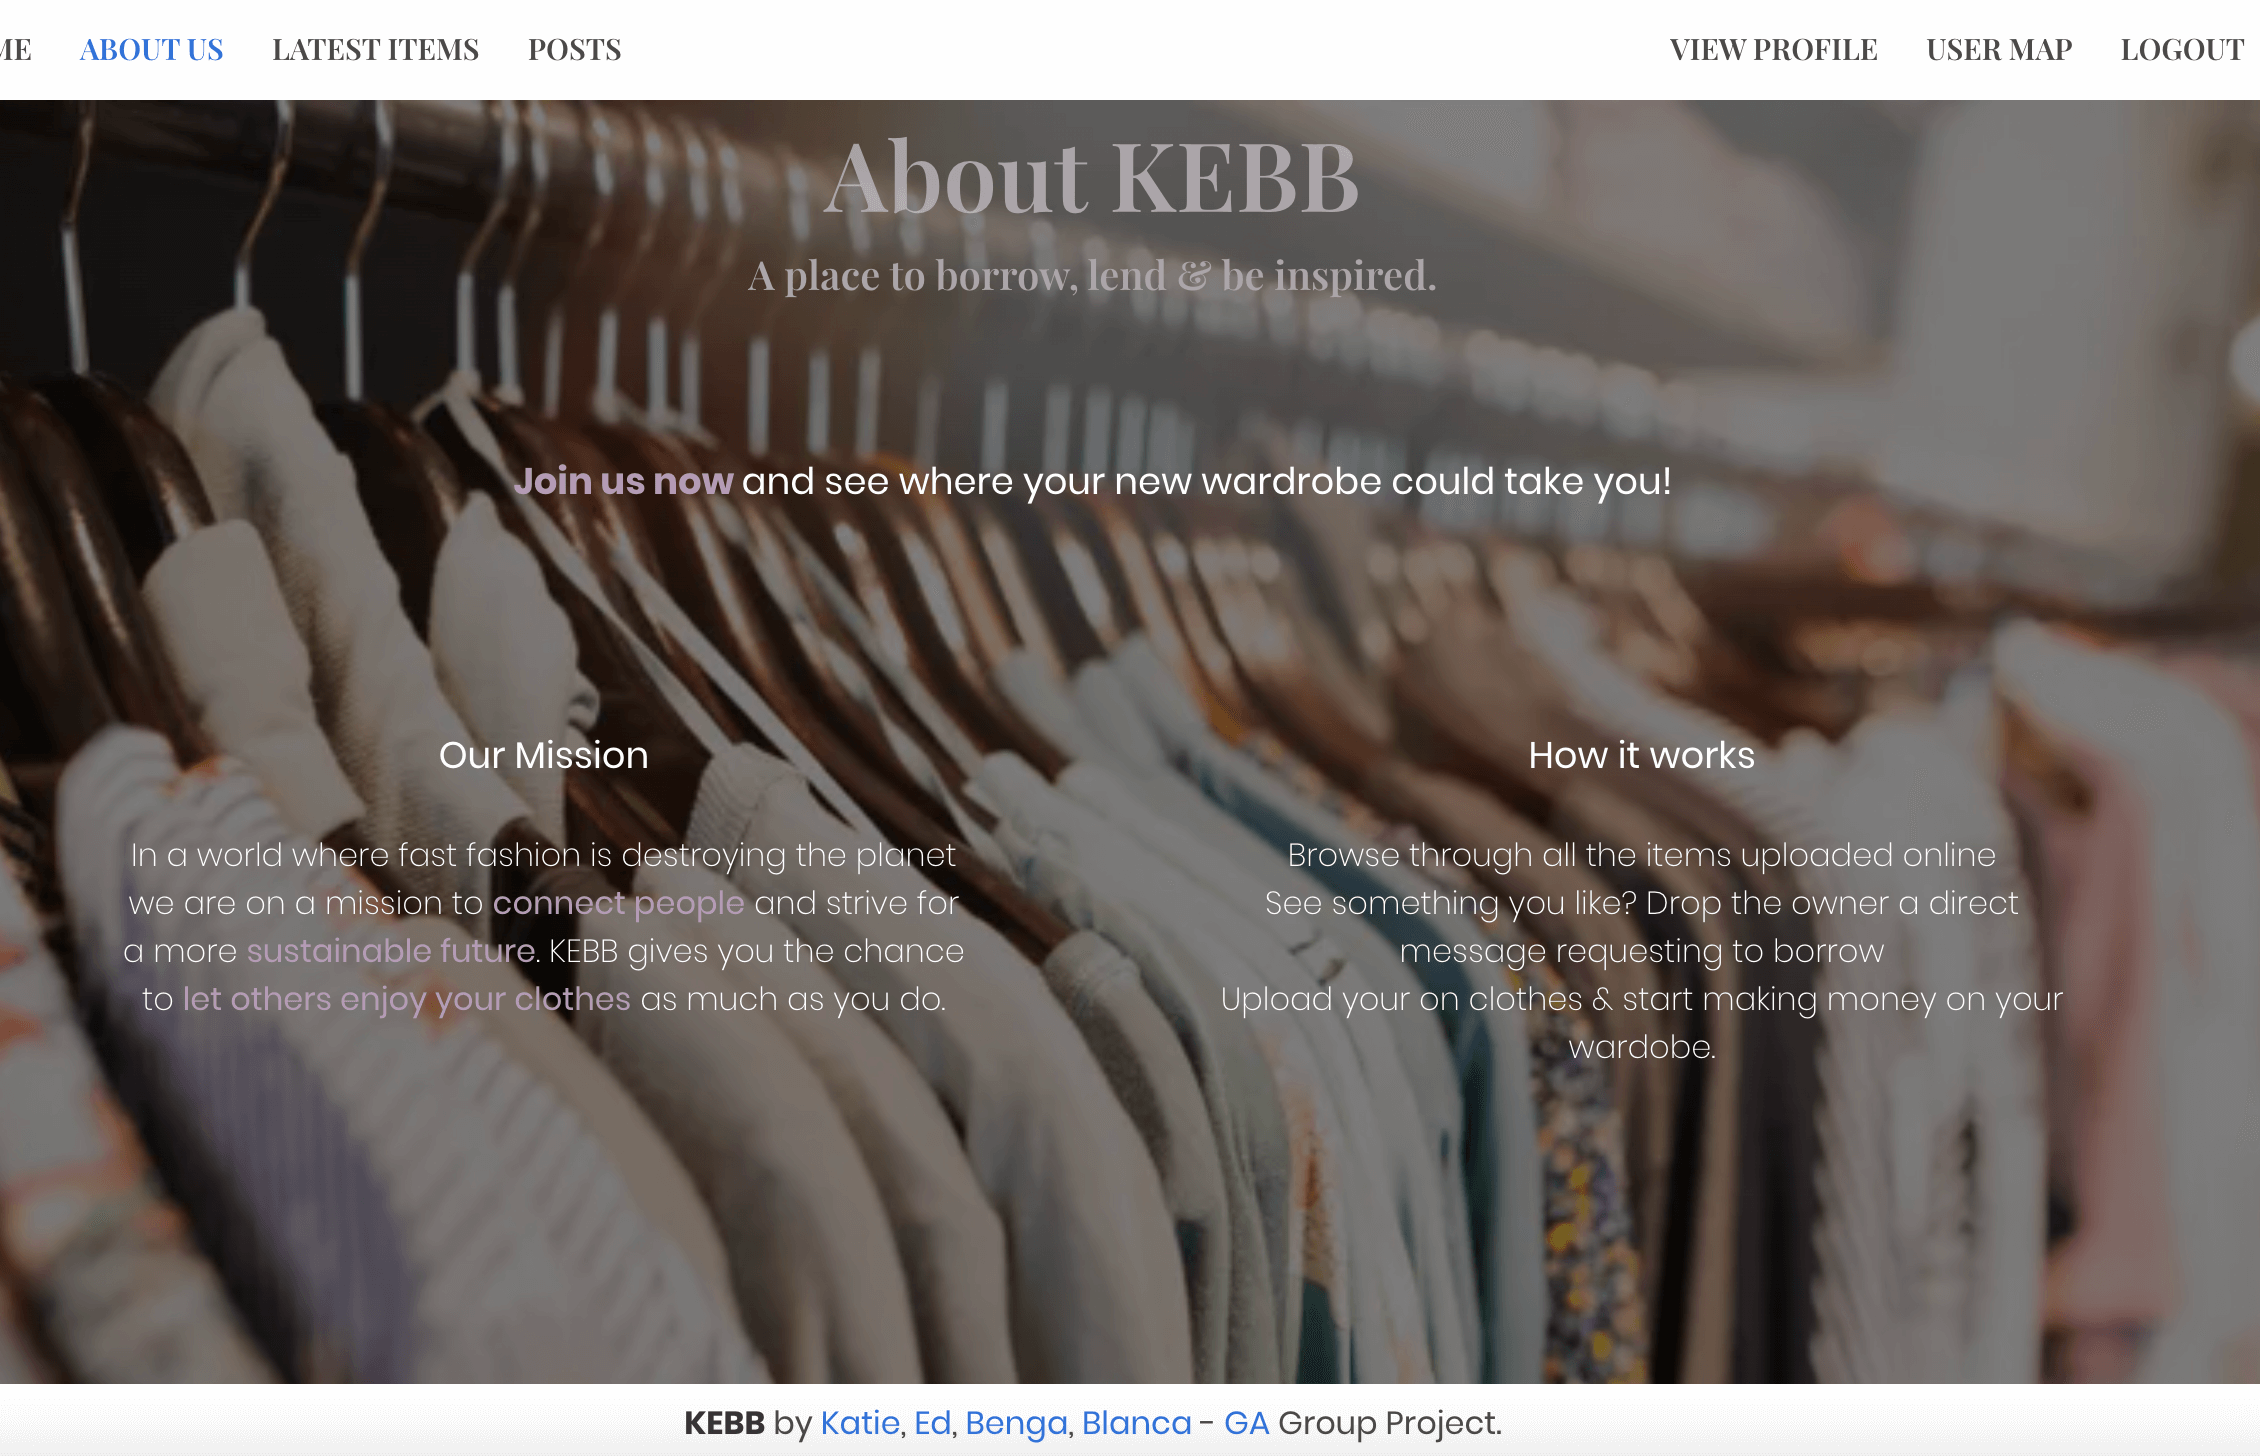 ME ABOUT US LATEST ITEMS POSTS VIEW PROFILE USER MAP LOGOUT
About KEBB
A place to borrow, lend & be inspired.
Join us now and see where your new wardrobe could take you!
Our Mission
In a world where fast fashion is destroying the planet
we are on a mission to connect people and strive for
a more sustainable future. KEBB gives you the chance
to let others enjoy your clothes as much as you do.
How it works
Browse through all the items uploaded online
See something you like? Drop the owner a direct
message requesting to borrow
Upload your on clothes & start making money on your
wardobe.
KEBB by Katie, Ed, Benga, Blanca - GA Group Project.